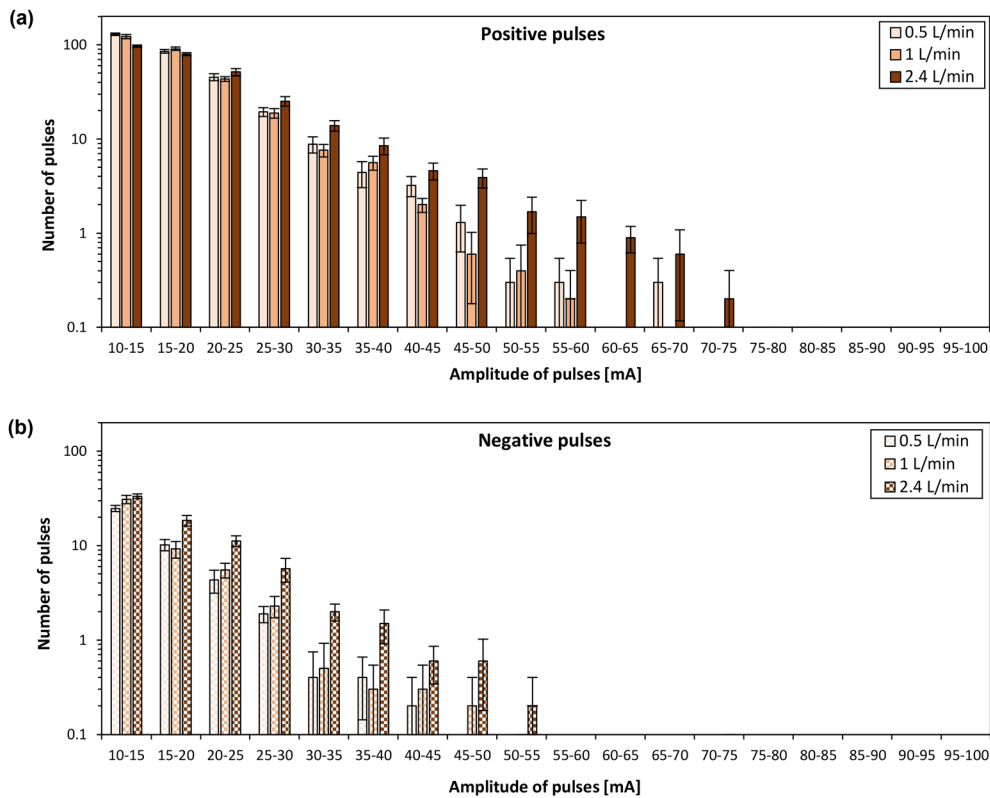 (a)
Positive pulses
0.5 L/min
1 L/min
2.4 L/min
Number of pulses
100
10
1
0.1
10-15 15-20 20-25 25-30 30-35 35-40 40-45 45-50 50-55 55-60 60-65 65-70 70-75 75-80 80-85 85-90 90-95 95-100
Amplitude of pulses [mA]
(b)
Negative pulses
0.5 L/min
1 L/min
2.4 L/min
Number of pulses
100
10
1
0.1
10-15 15-20 20-25 25-30 30-35 35-40 40-45 45-50 50-55 55-60 60-65 65-70 70-75 75-80 80-85 85-90 90-95 95-100
Amplitude of pulses [mA]